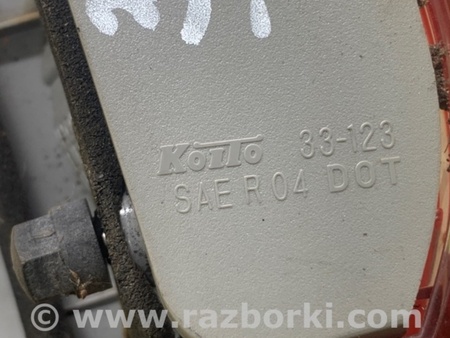 KOITO 33-123
SAE R 04 DOT
© - www.razborki.com